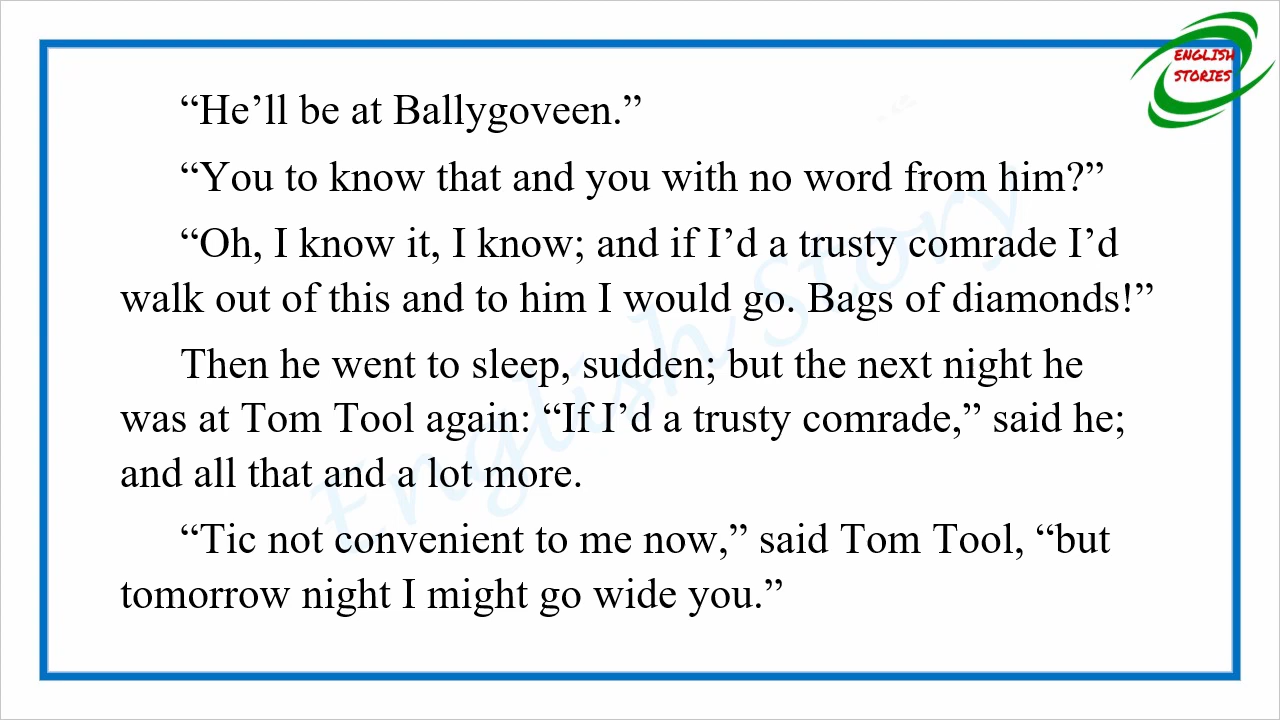 ENGLISH
STORIES
“He’ll be at Ballygoveen.”
“You to know that and you with no word from him?”
“Oh, I know it, I know; and if I’d a trusty comrade I’d
walk out of this and to him I would go. Bags of diamonds!”
Then he went to sleep, sudden; but the next night he
was at Tom Tool again: “If I’d a trusty comrade,” said he;
and all that and a lot more.
“Tic not convenient to me now,” said Tom Tool, “but
tomorrow night I might go wide you.”
English Story